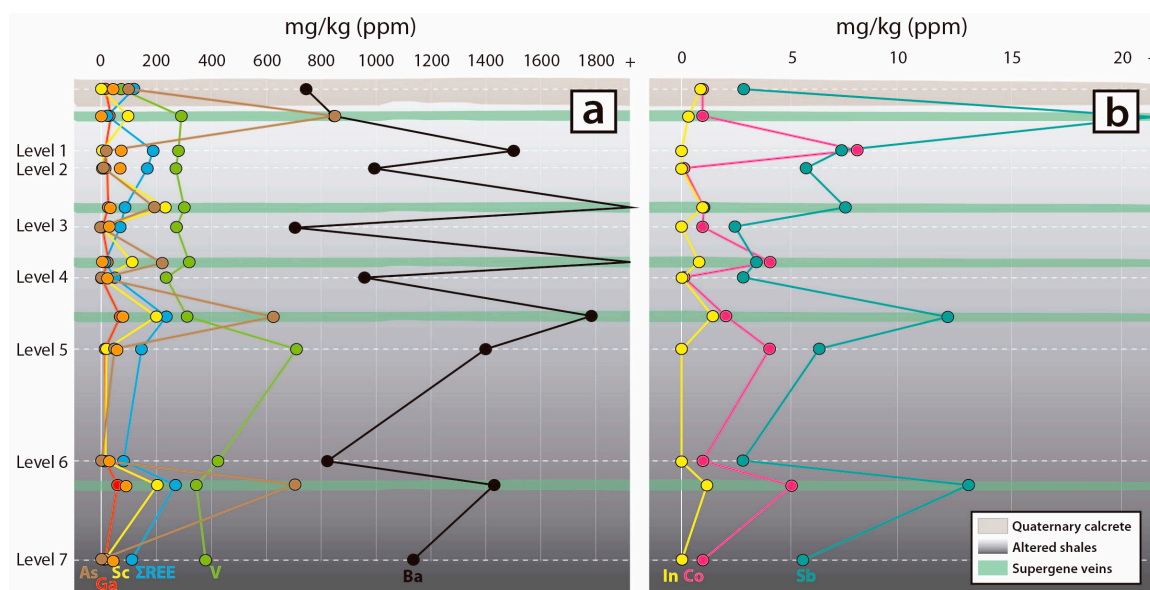 mg/kg (ppm)
0 200 400 600 800 1000 1200 1400 1600 1800 +
a
Level 1
Level 2
Level 3
Level 4
Level 5
Level 6
Level 7
As Sc ΣREE V Ba
Ga
mg/kg (ppm)
0 5 10 15 20
b
In Co Sb
Quaternary calcrete
Altered shales
Supergene veins